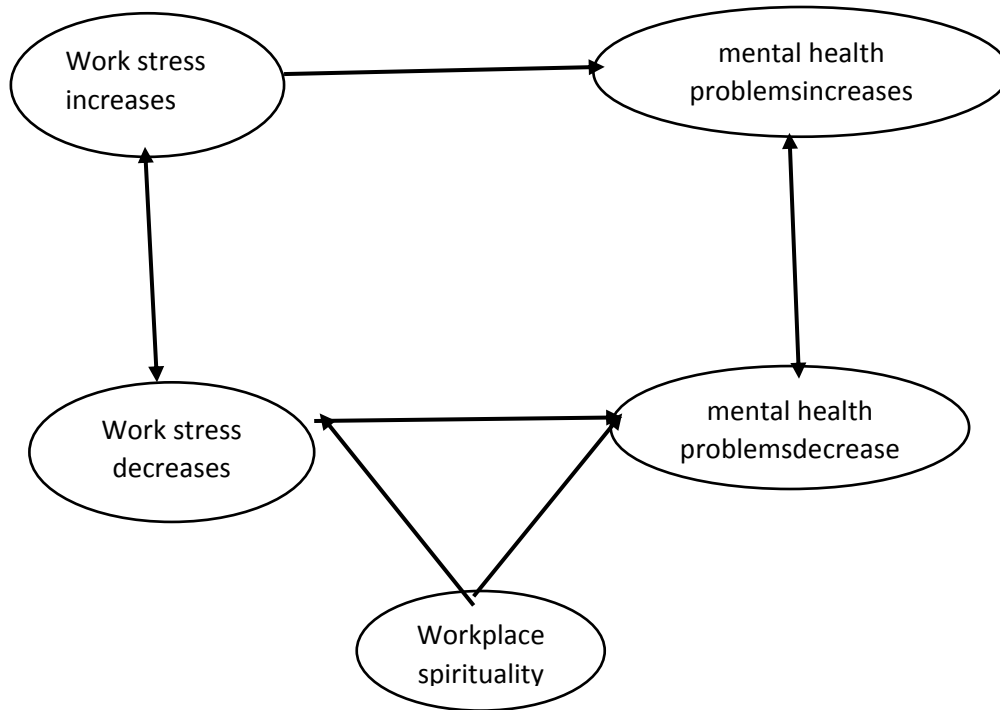 Work stress
increases
mental health
problemsincreases
Work stress
decreases
mental health
problemsdecrease
Workplace
spirituality